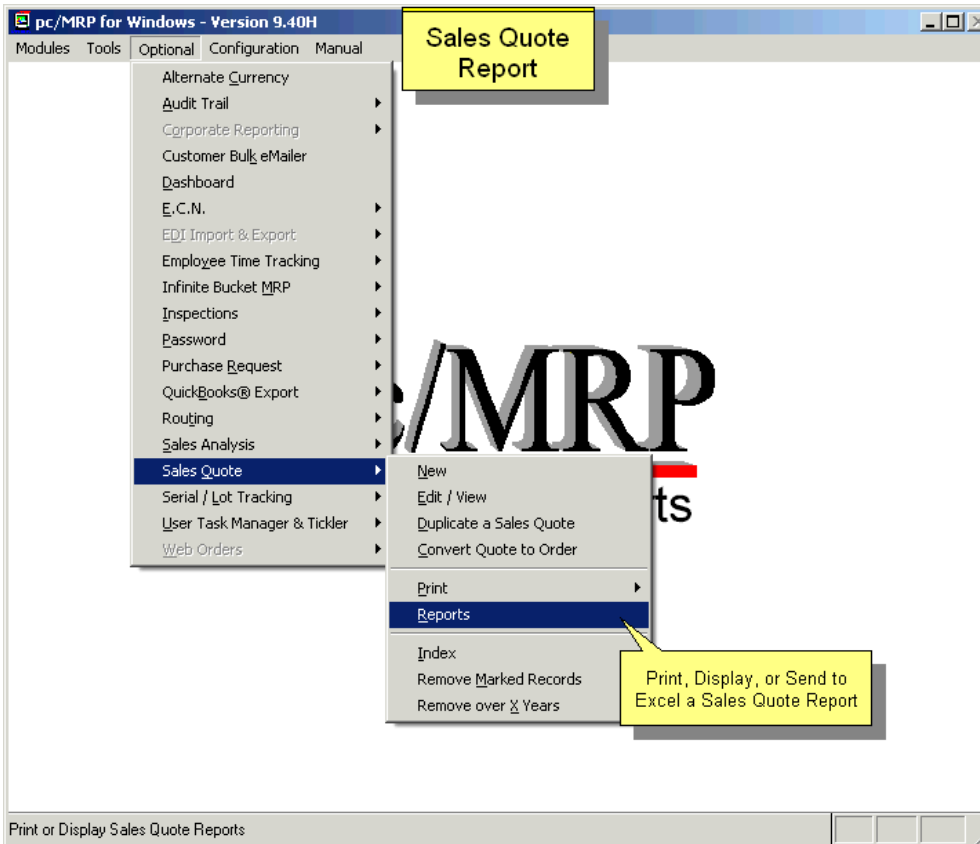 pc/MRP for Windows - Version 9.40H
Modules Tools Optional Configuration Manual
Sales Quote
Report
Alternate Currency
Audit Trail
Corporate Reporting
Customer Bulk eMailer
Dashboard
E.C.N.
EDI Import & Export
Employee Time Tracking
Infinite Bucket MRP
Inspections
Password
Purchase Request
QuickBooks® Export
Routing
Sales Analysis
Sales Quote
Serial / Lot Tracking
User Task Manager & Tickler
Web Orders
/MRP
ts
New
Edit / View
Duplicate a Sales Quote
Convert Quote to Order
Print
Reports
Index
Remove Marked Records
Remove over X Years
Print, Display, or Send to
Excel a Sales Quote Report
Print or Display Sales Quote Reports